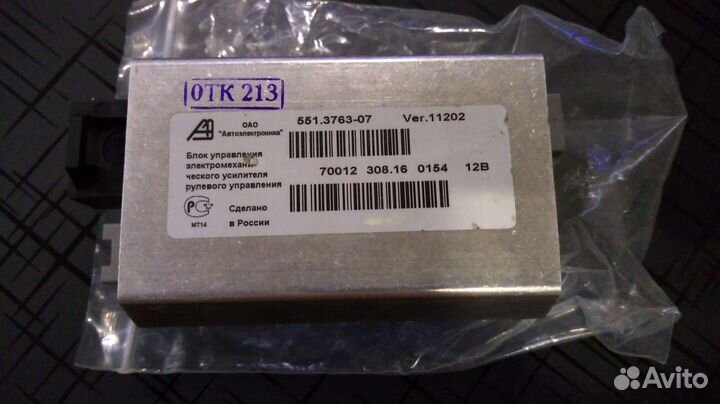 ОТК 213
ОАО
"Автоэлектроника"
551.3763-07 Ver.11202
Блок управления
электромехани-
ческого усилителя
рулевого управления
70012 308.16 0154 12В
РСТ
МТ14
Сделано
в России
Avito